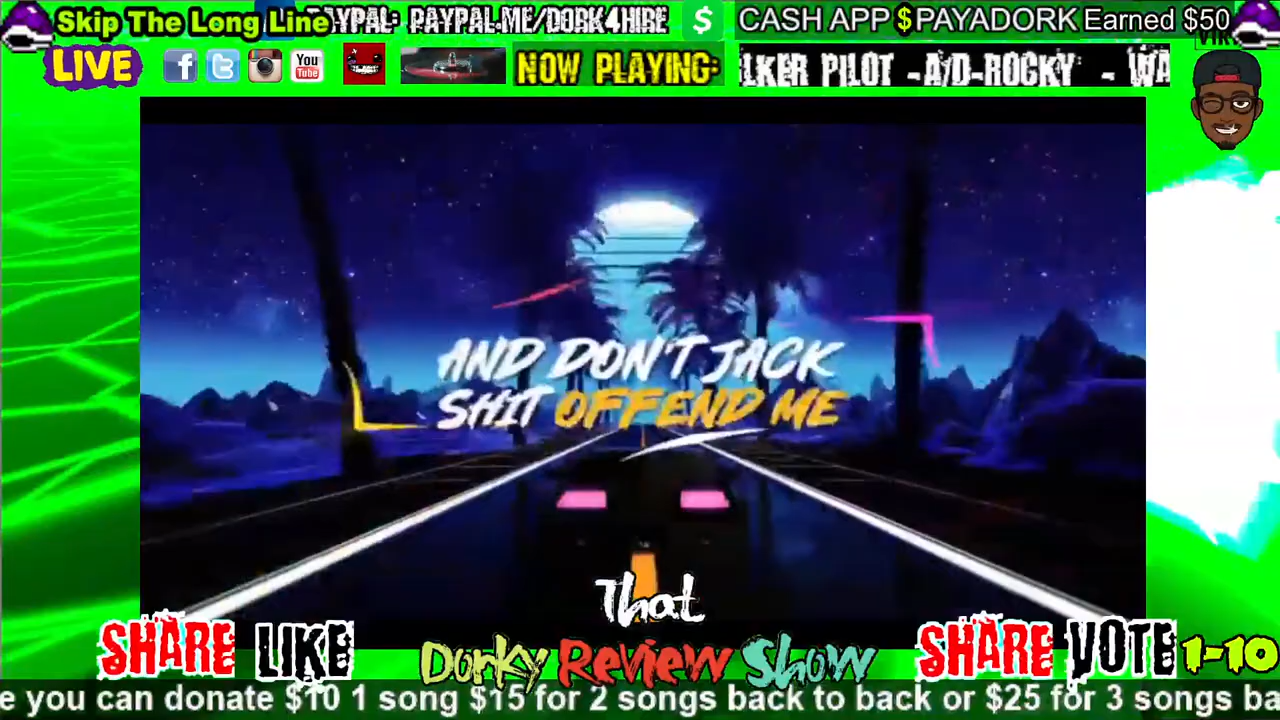 Skip The Long Line
PAYPAL: PAYPAL.ME/DORK4HIRE
$
CASH APP $PAYADORK Earned $50
LIVE
f
You
Tube
NOW PLAYING:
LKER PILOT -A/D-ROCKY - WA
AND DON'T JACK
SHIT OFFEND ME
That
Dorky Review Show
SHARE LIKE
SHARE VOTE 1-10
e you can donate $10 1 song $15 for 2 songs back to back or $25 for 3 songs ba